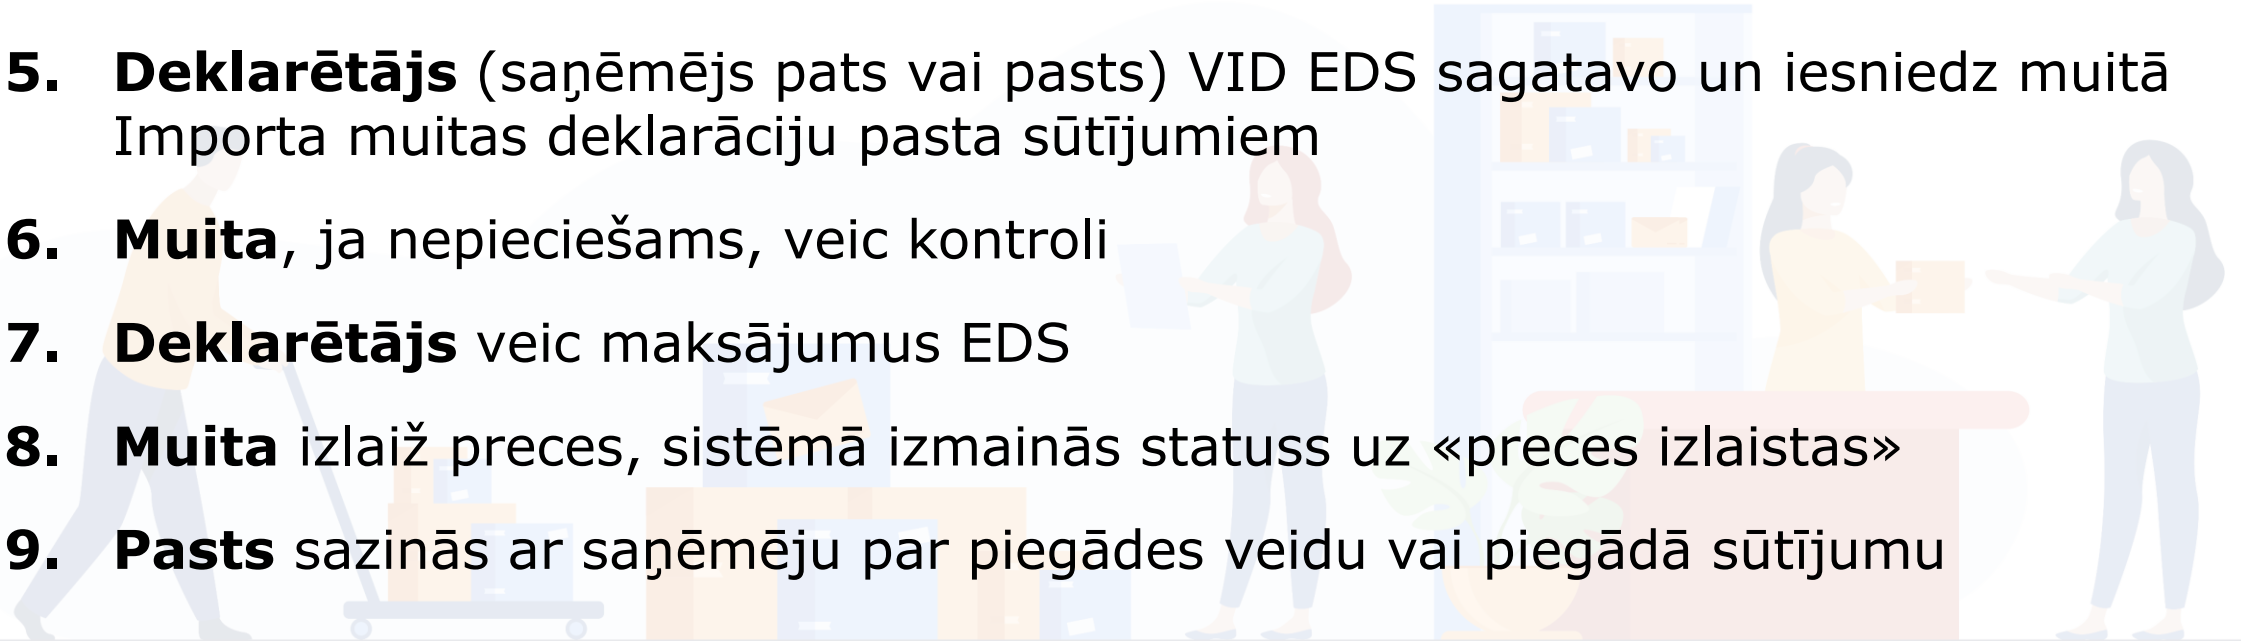 5. Deklarētājs (saņēmējs pats vai pasts) VID EDS sagatavo un iesniedz muitā
Importa muitas deklarāciju pasta sūtījumiem
6. Muita, ja nepieciešams, veic kontroli
7. Deklarētājs veic maksājumus EDS
8. Muita izlaiž preces, sistēmā izmainās statuss uz «preces izlaistas»
9. Pasts sazinās ar saņēmēju par piegādes veidu vai piegādā sūtījumu